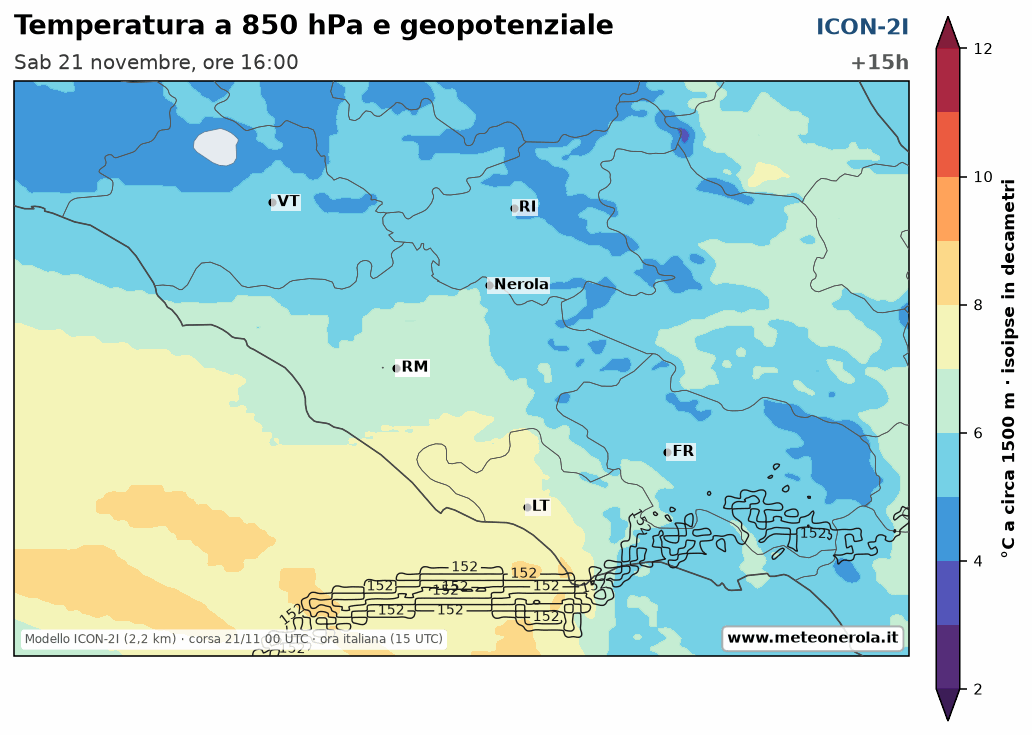 Temperatura a 850 hPa e geopotenziale
ICON-2I
Sab 21 novembre, ore 16:00
+15h
12
10
8
6
4
2
°C a circa 1500 m · isoipse in decametri
VT
RI
Nerola
RM
FR
LT
152
152
152
152
152
152
152
152
152
152
152
152
Modello ICON-2I (2,2 km) · corsa 21/11 00 UTC · ora italiana (15 UTC)
www.meteonerola.it